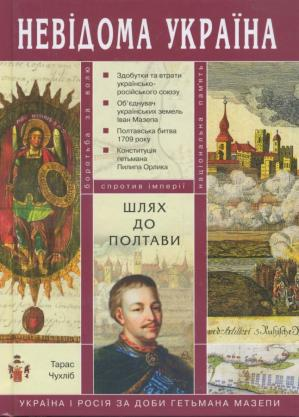 НЕВІДОМА УКРАЇНА
боротьба за волю
Здобутки та втрати
українсько-
російського союзу
Об'єднувач
українських земель
Іван Мазепа
Полтавська битва
1709 року
Конституція
гетьмана
Пилипа Орлика
національна пам'ять
спротив імперії
ШЛЯХ
ДО
ПОЛТАВИ
Тарас
Чухліб
УКРАЇНА І РОСІЯ ЗА ДОБИ ГЕТЬМАНА МАЗЕПИ